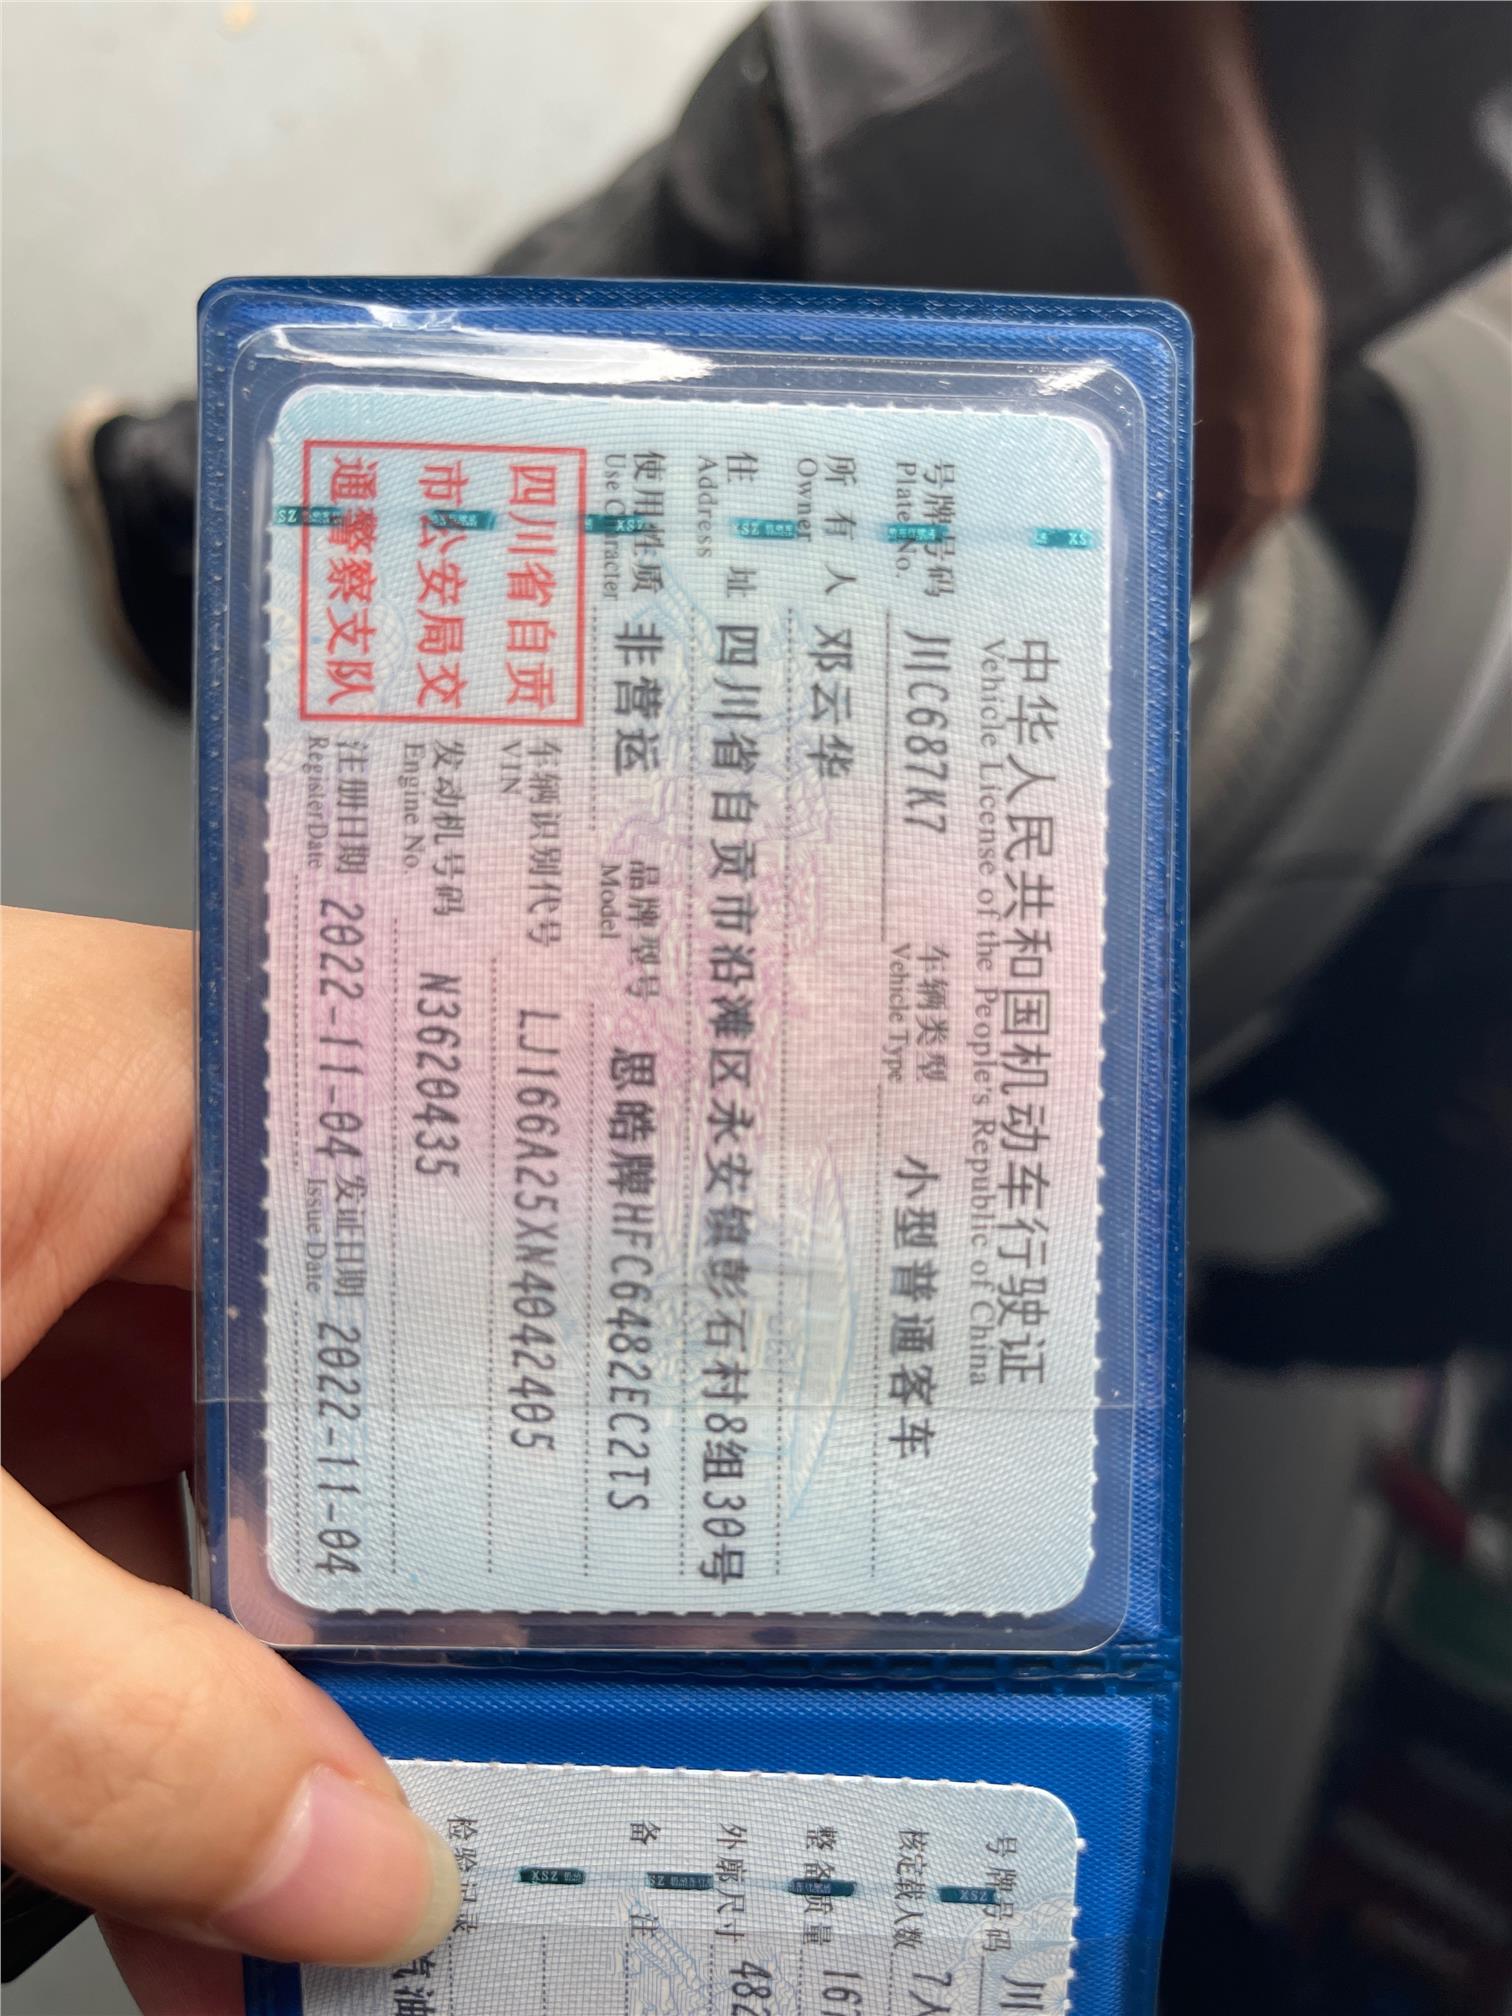 中华人民共和国机动车行驶证
Vehicle License of the People's Republic of China
号牌号码 川C687K7 车辆类型 小型普通客车
Plate No. Vehicle Type
所有人 邓云华
Owner
住址 四川省自贡市沿滩区永安镇彭石村8组30号
Address
使用性质 非营运 品牌型号 思皓牌HFC6482EC2TS
Use Character Model
四川省自贡
市公安局交
通警察支队
车辆识别代号 LJ166A25XN4042405
VIN
发动机号码 N3620435
Engine No.
注册日期 2022-11-04 发证日期 2022-11-04
Register Date Issue Date
号牌号码 川
核定载人数 7人
整备质量 167
外廓尺寸 482
备注
检验记录 汽油